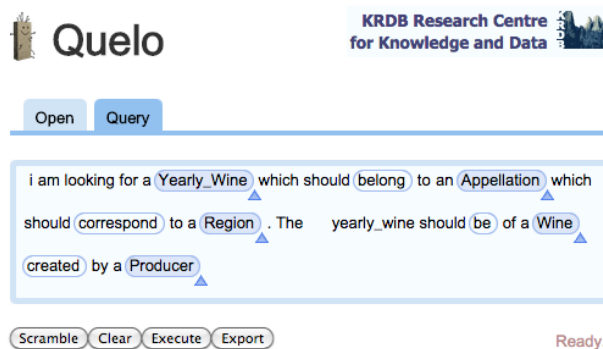 Quelo
KRDB Research Centre
for Knowledge and Data
KRDB
Open Query
i am looking for a Yearly_Wine which should belong to an Appellation which
should correspond to a Region . The yearly_wine should be of a Wine
created by a Producer
Scramble Clear Execute Export
Ready